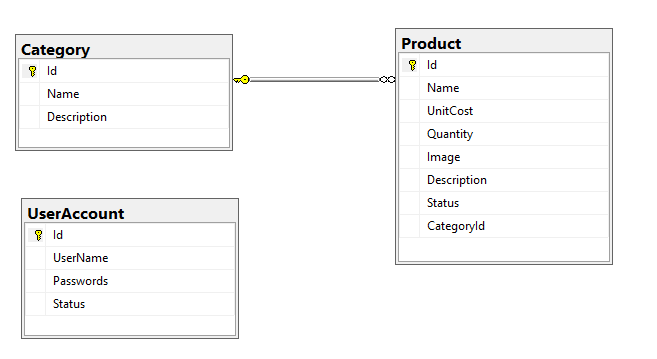 Category
Id
Name
Description
Product
Id
Name
UnitCost
Quantity
Image
Description
Status
CategoryId
UserAccount
Id
UserName
Passwords
Status